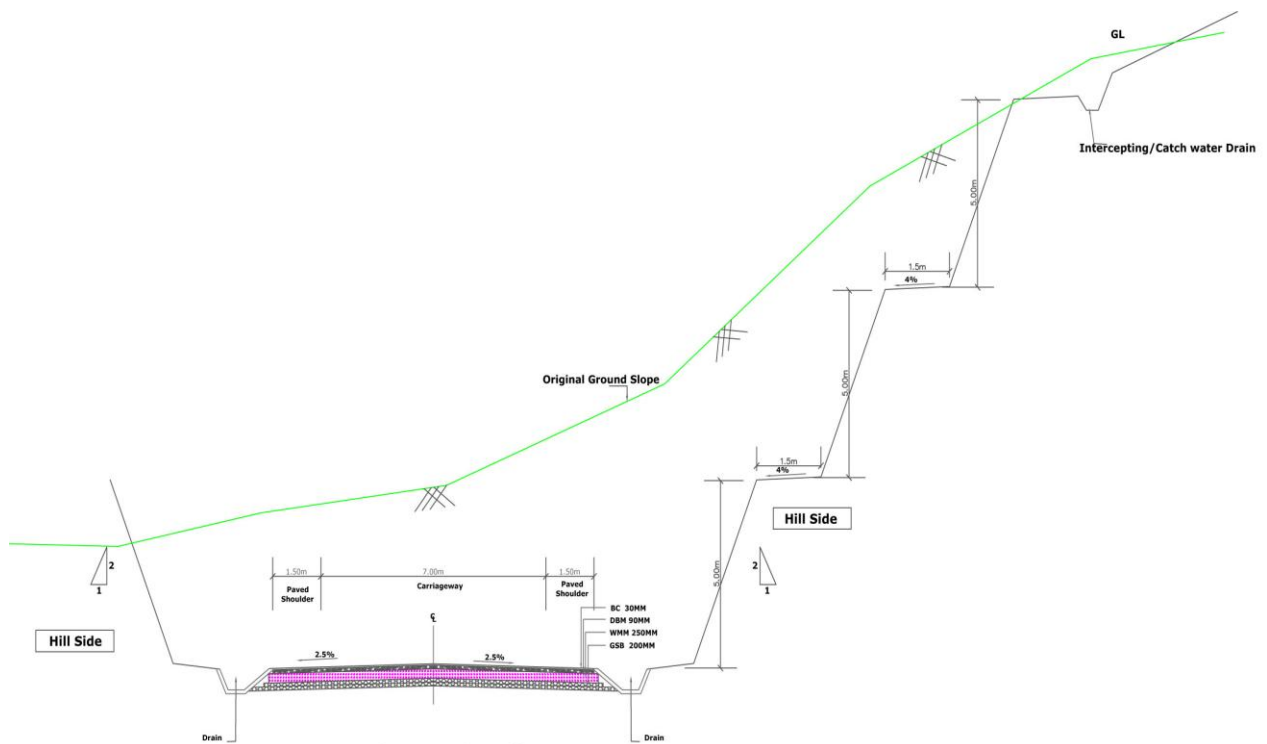 GL
Intercepting/Catch water Drain
5.00m
1.5m
4%
Original Ground Slope
5.00m
1.5m
4%
Hill Side
2
1
2
1
5.00m
1.50m
7.00m
1.50m
Paved
Shoulder
Carriageway
Paved
Shoulder
Hill Side
BC 30MM
DBM 90MM
WMM 250MM
GSB 200MM
℄
2.5%
2.5%
Drain
Drain